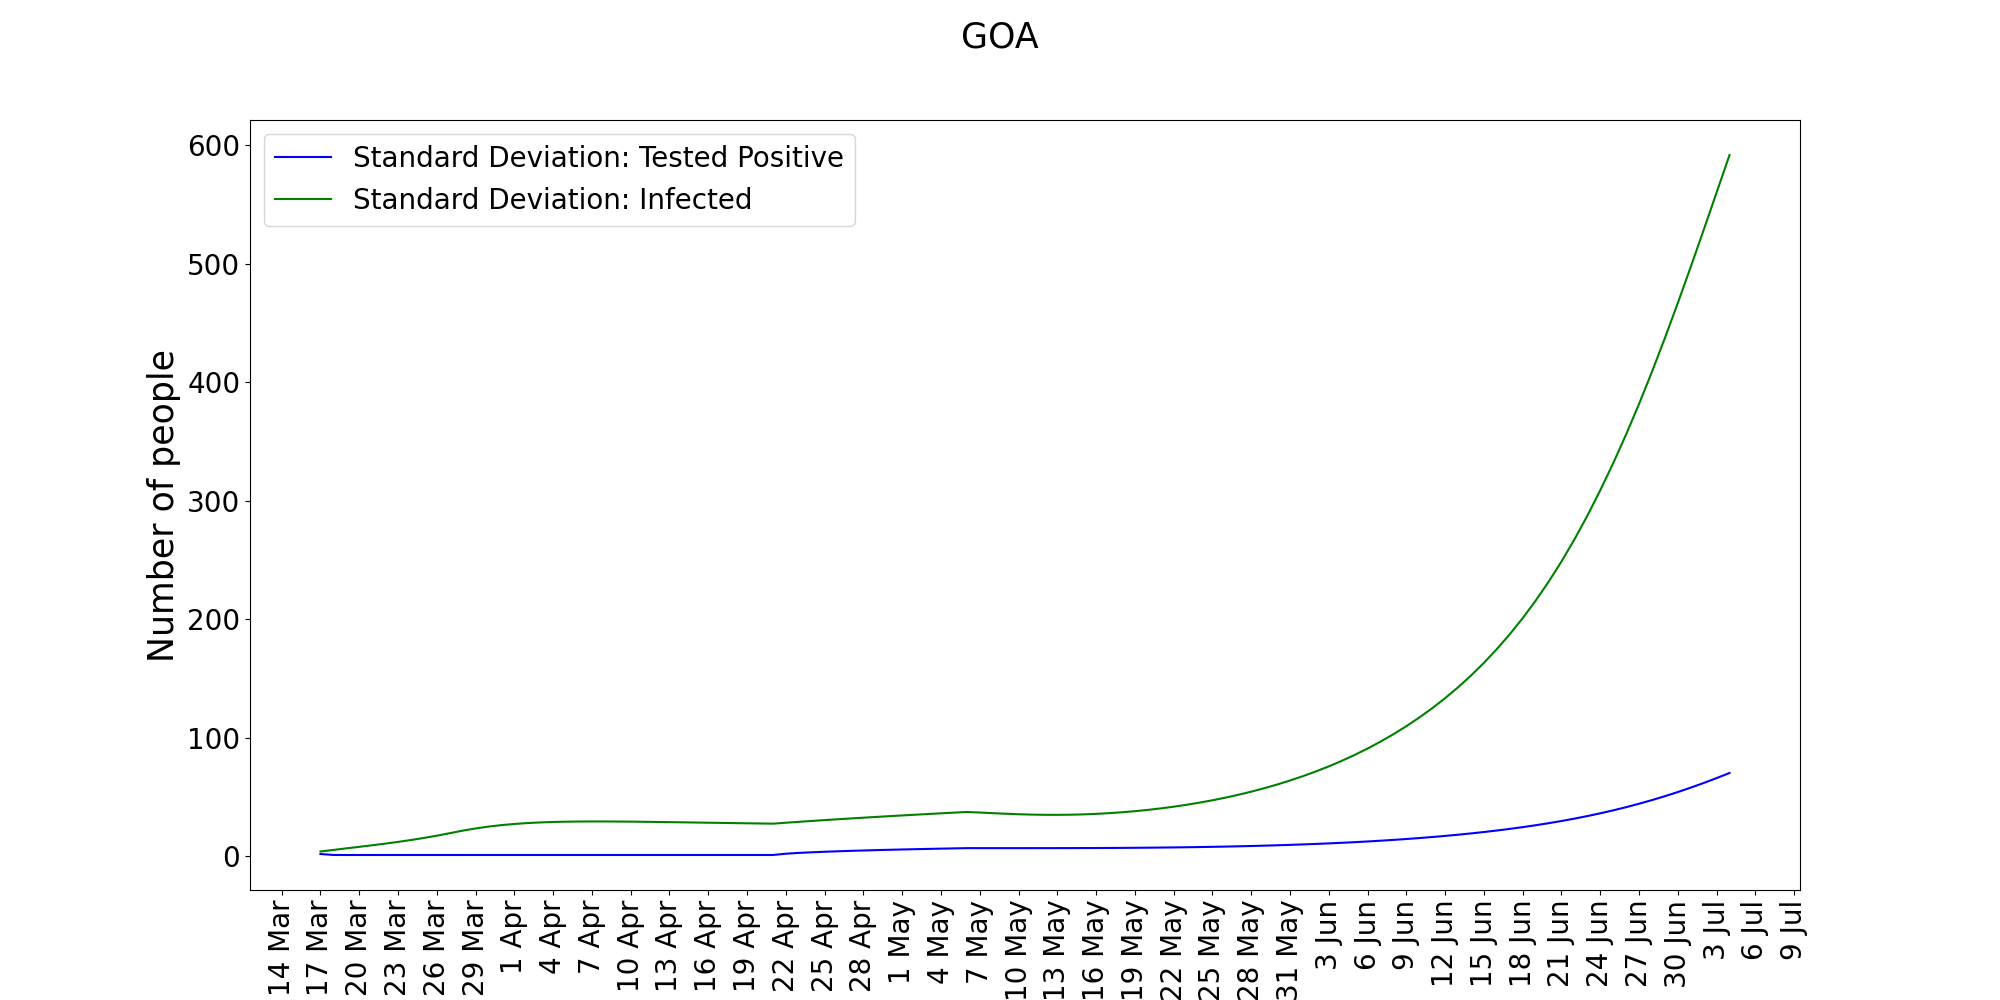 GOA
Standard Deviation: Tested Positive
Standard Deviation: Infected
Number of people
600
500
400
300
200
100
0
14 Mar
17 Mar
20 Mar
23 Mar
26 Mar
29 Mar
1 Apr
4 Apr
7 Apr
10 Apr
13 Apr
16 Apr
19 Apr
22 Apr
25 Apr
28 Apr
1 May
4 May
7 May
10 May
13 May
16 May
19 May
22 May
25 May
28 May
31 May
3 Jun
6 Jun
9 Jun
12 Jun
15 Jun
18 Jun
21 Jun
24 Jun
27 Jun
30 Jun
3 Jul
6 Jul
9 Jul